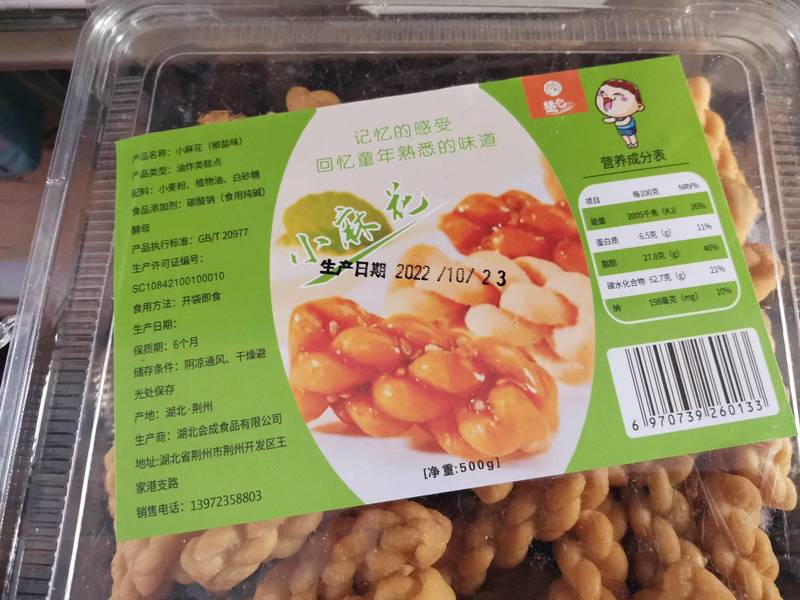 产品名称：小麻花（椒盐味）
产品类型：油炸类糕点
配料：小麦粉、植物油、白砂糖
食品添加剂：碳酸钠（食用纯碱）
酵母
产品执行标准：GB/T 20977
生产许可证编号：
SC10842100100010
食用方法：开袋即食
生产日期：
保质期：6个月
储存条件：阴凉通风、干燥避
光处保存
产地：湖北·荆州
生产商：湖北会成食品有限公司
地址:湖北省荆州市荆州开发区王
家港支路
销售电话：13972358803
记忆的感受
回忆童年熟悉的味道
小麻花
生产日期 2022/10/23
[净重:500g]
营养成分表
项目 每100克 NRV%
能量 2005千焦（KJ） 26%
蛋白质 6.5克（g） 11%
脂肪 27.8克（g） 46%
碳水化合物 62.7克（g） 21%
钠 198毫克（mg） 10%
6 970739 260133